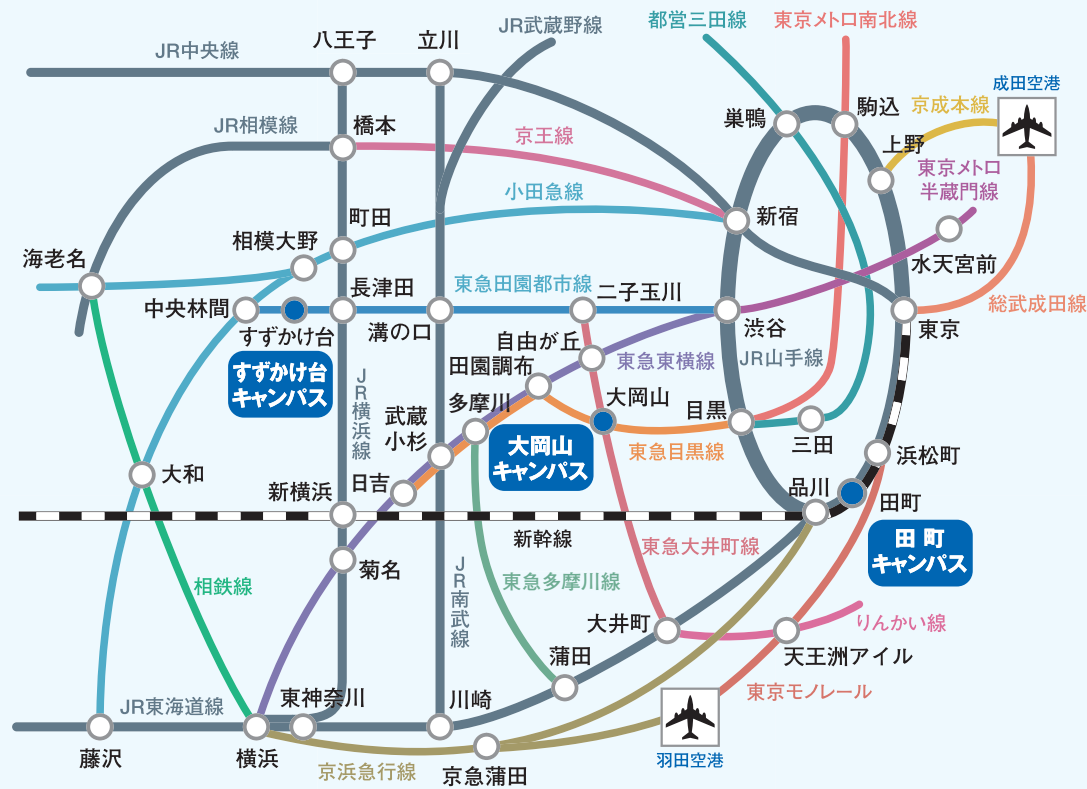 都営三田線
東京メトロ南北線
JR武蔵野線
JR中央線
八王子
立川
成田空港
京成本線
駒込
巣鴨
上野
橋本
JR相模線
京王線
東京メトロ
半蔵門線
小田急線
新宿
町田
相模大野
海老名
水天宮前
中央林間
長津田
東急田園都市線
二子玉川
総武成田線
すずかけ台
溝の口
渋谷
東京
自由が丘
東急東横線
JR山手線
田園調布
すずかけ台
キャンパス
JR横浜線
多摩川
大岡山
目黒
武蔵
小杉
大岡山
キャンパス
東急目黒線
三田
浜松町
大和
日吉
新横浜
品川
田町
新幹線
田町
キャンパス
東急大井町線
菊名
相鉄線
東急多摩川線
JR南武線
大井町
りんかい線
天王洲アイル
蒲田
東神奈川
川崎
東京モノレール
JR東海道線
藤沢
横浜
京浜急行線
京急蒲田
羽田空港